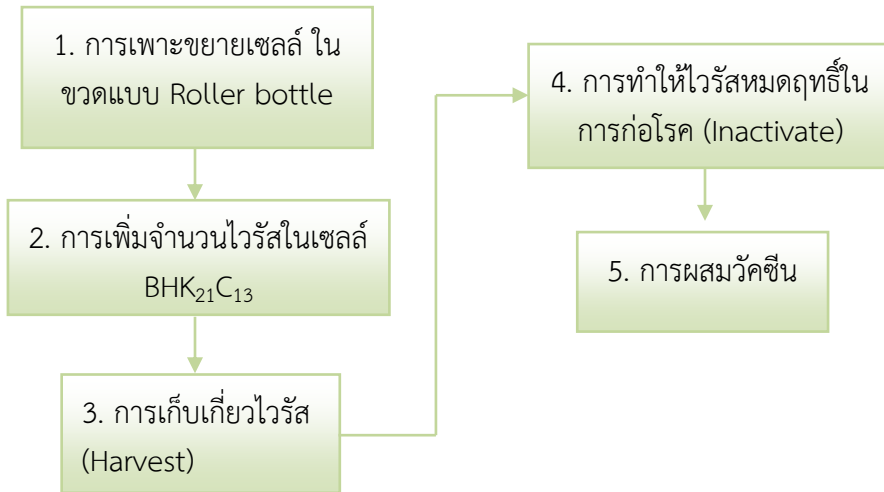 1. การเพาะขยายเซลล์ ใน
ขวดแบบ Roller bottle
2. การเพิ่มจำนวนไวรัสในเซลล์
BHK₂₁C₁₃
3. การเก็บเกี่ยวไวรัส
(Harvest)
4. การทำให้ไวรัสหมดฤทธิ์ใน
การก่อโรค (Inactivate)
5. การผสมวัคซีน